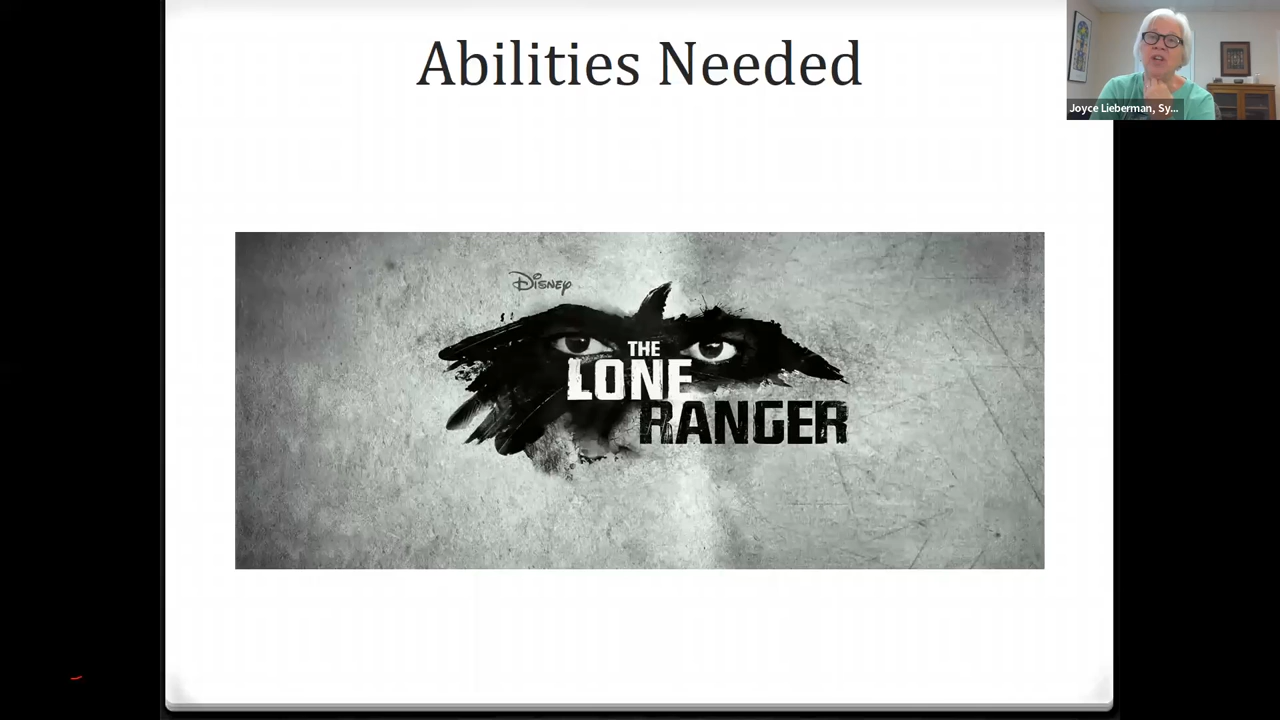 Abilities Needed
Joyce Lieberman, Sy...
Disney
THE
LONE
RANGER